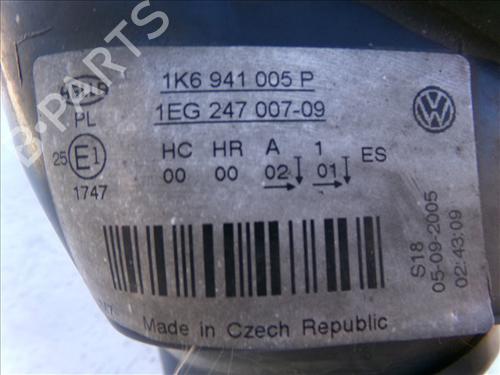 HELLA
1K6 941 005 P
1EG 247 007-09
PL
25 E1
1747
HC HR A 1 ES
00 00 02 01
S18
05-09-2005
02:43:09
Made in Czech Republic
B-PARTS